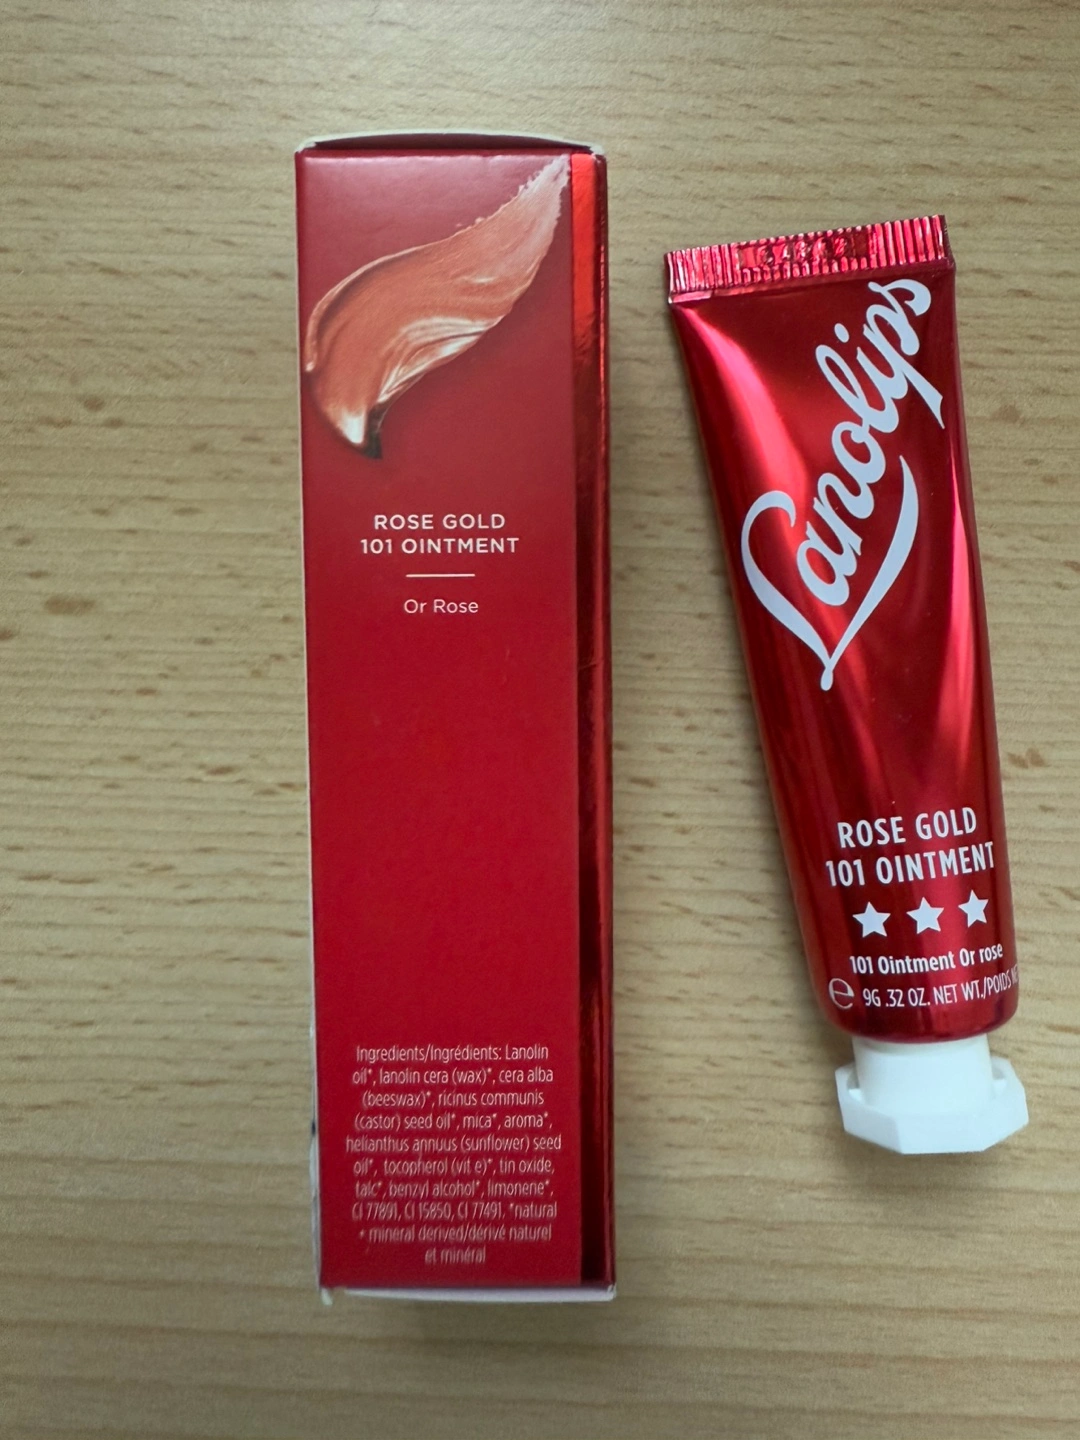 ROSE GOLD
101 OINTMENT
Or Rose
Ingredients/Ingrédients: Lanolin
oil*, lanolin cera (wax)*, cera alba
(beeswax)*, ricinus communis
(castor) seed oil*, mica*, aroma*,
helianthus annuus (sunflower) seed
oil*, tocopherol (vit e)*, tin oxide,
talc*, benzyl alcohol*, limonene*,
CI 77891, CI 15850, CI 77491, *natural
+ mineral derived/dérivé naturel
et minéral
Lanolips
ROSE GOLD
101 OINTMENT
101 Ointment Or rose
℮ 9G .32 OZ. NET WT./POIDS